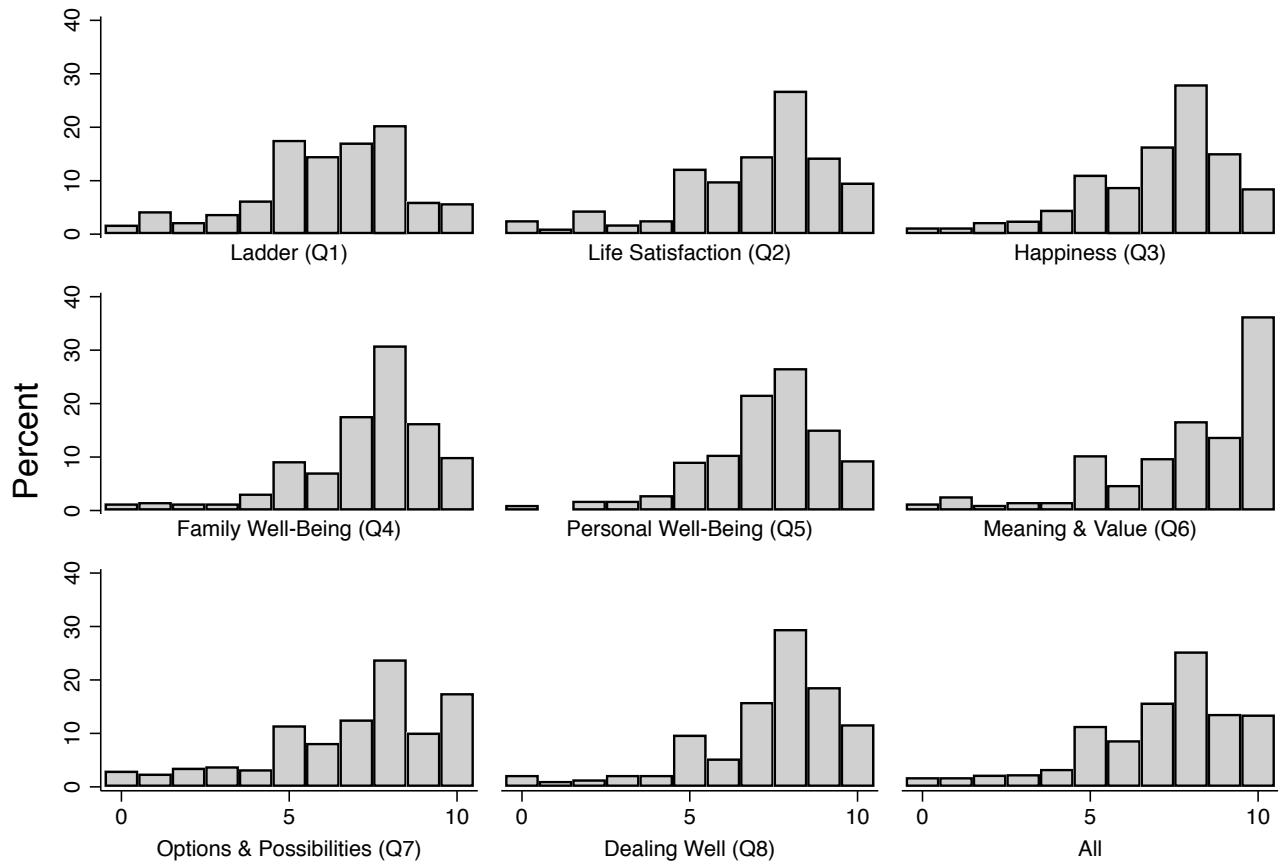 40
30
20
10
0
Ladder (Q1)
Life Satisfaction (Q2)
Happiness (Q3)
Percent
40
30
20
10
0
Family Well-Being (Q4)
Personal Well-Being (Q5)
Meaning & Value (Q6)
40
30
20
10
0
0 5 10
0 5 10
0 5 10
Options & Possibilities (Q7)
Dealing Well (Q8)
All